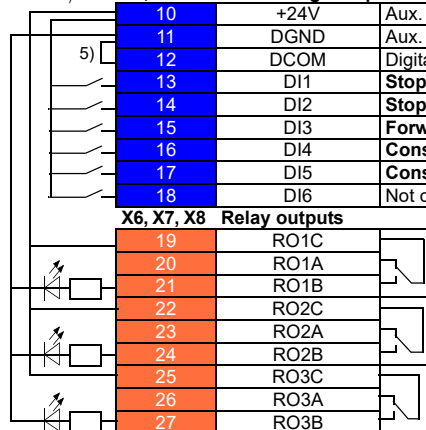 10 +24V Aux.
11 DGND Aux.
5) 12 DCOM Digita
13 DI1 Stop
14 DI2 Stop
15 DI3 Forw
16 DI4 Cons
17 DI5 Cons
18 DI6 Not c
X6, X7, X8 Relay outputs
19 RO1C
20 RO1A
21 RO1B
22 RO2C
23 RO2A
24 RO2B
25 RO3C
26 RO3A
27 RO3B